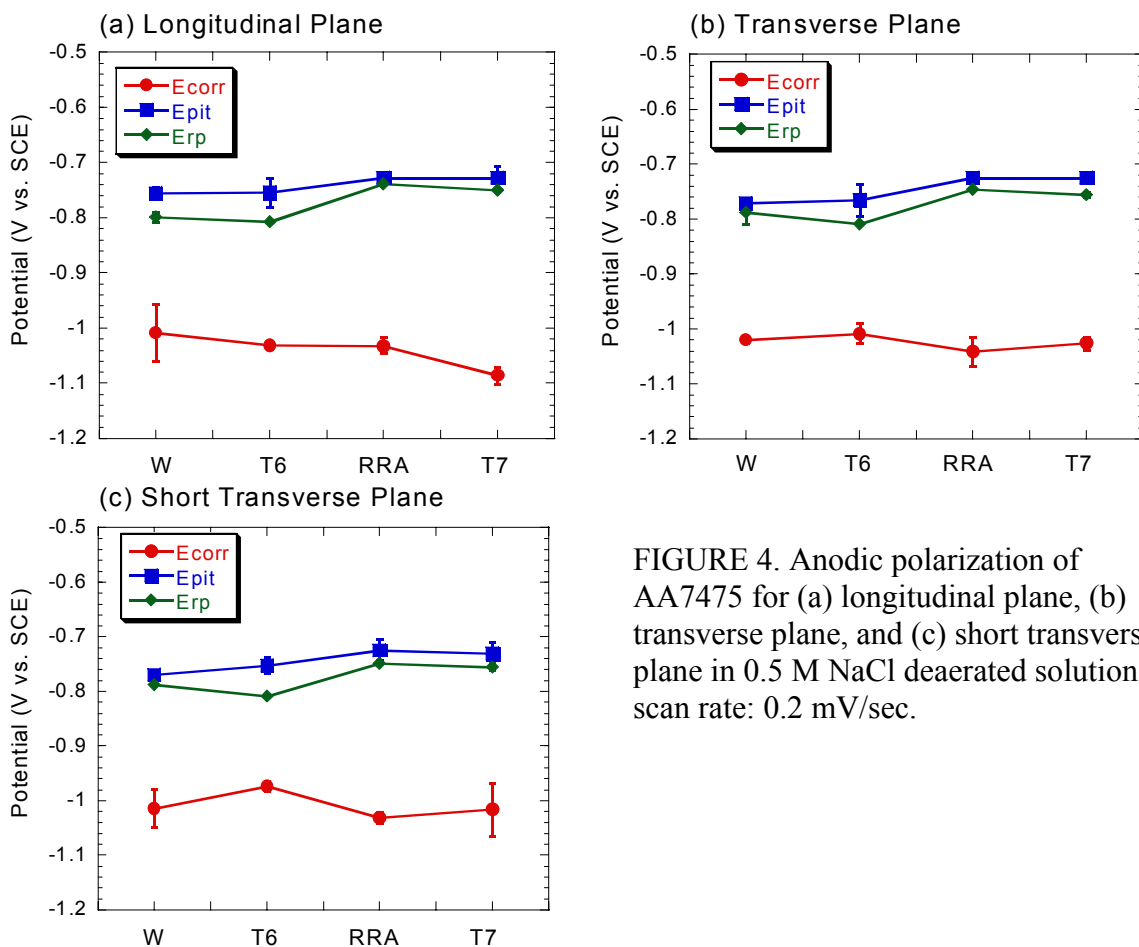 (a) Longitudinal Plane
-0.5
-0.6
-0.7
-0.8
-0.9
-1
-1.1
-1.2
Potential (V vs. SCE)
Ecorr
Epit
Erp
W T6 RRA T7
(b) Transverse Plane
-0.5
-0.6
-0.7
-0.8
-0.9
-1
-1.1
-1.2
Potential (V vs. SCE)
Ecorr
Epit
Erp
W T6 RRA T7
(c) Short Transverse Plane
-0.5
-0.6
-0.7
-0.8
-0.9
-1
-1.1
-1.2
Potential (V vs. SCE)
Ecorr
Epit
Erp
W T6 RRA T7
FIGURE 4. Anodic polarization of
AA7475 for (a) longitudinal plane, (b)
transverse plane, and (c) short transvers
plane in 0.5 M NaCl deaerated solution
scan rate: 0.2 mV/sec.